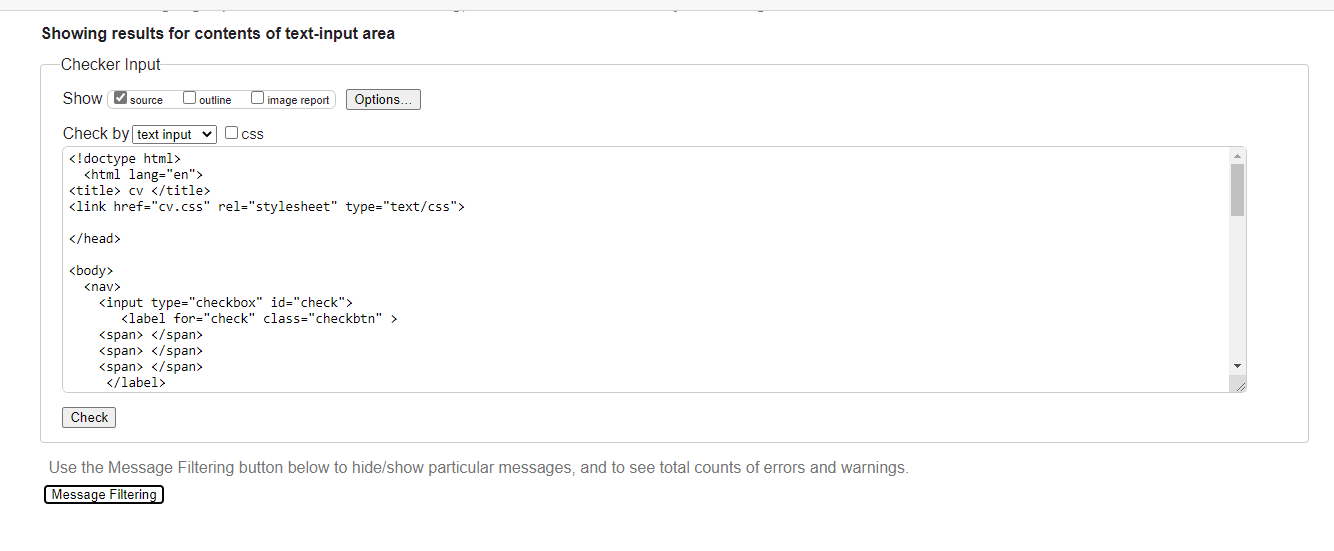 Showing results for contents of text-input area
Checker Input
Show source outline image report Options...
Check by text input css
<!doctype html>
<html lang="en">
<title> cv </title>
<link href="cv.css" rel="stylesheet" type="text/css">
</head>
<body>
<nav>
<input type="checkbox" id="check">
<label for="check" class="checkbtn" >
<span> </span>
<span> </span>
<span> </span>
</label>
Check
Use the Message Filtering button below to hide/show particular messages, and to see total counts of errors and warnings.
Message Filtering